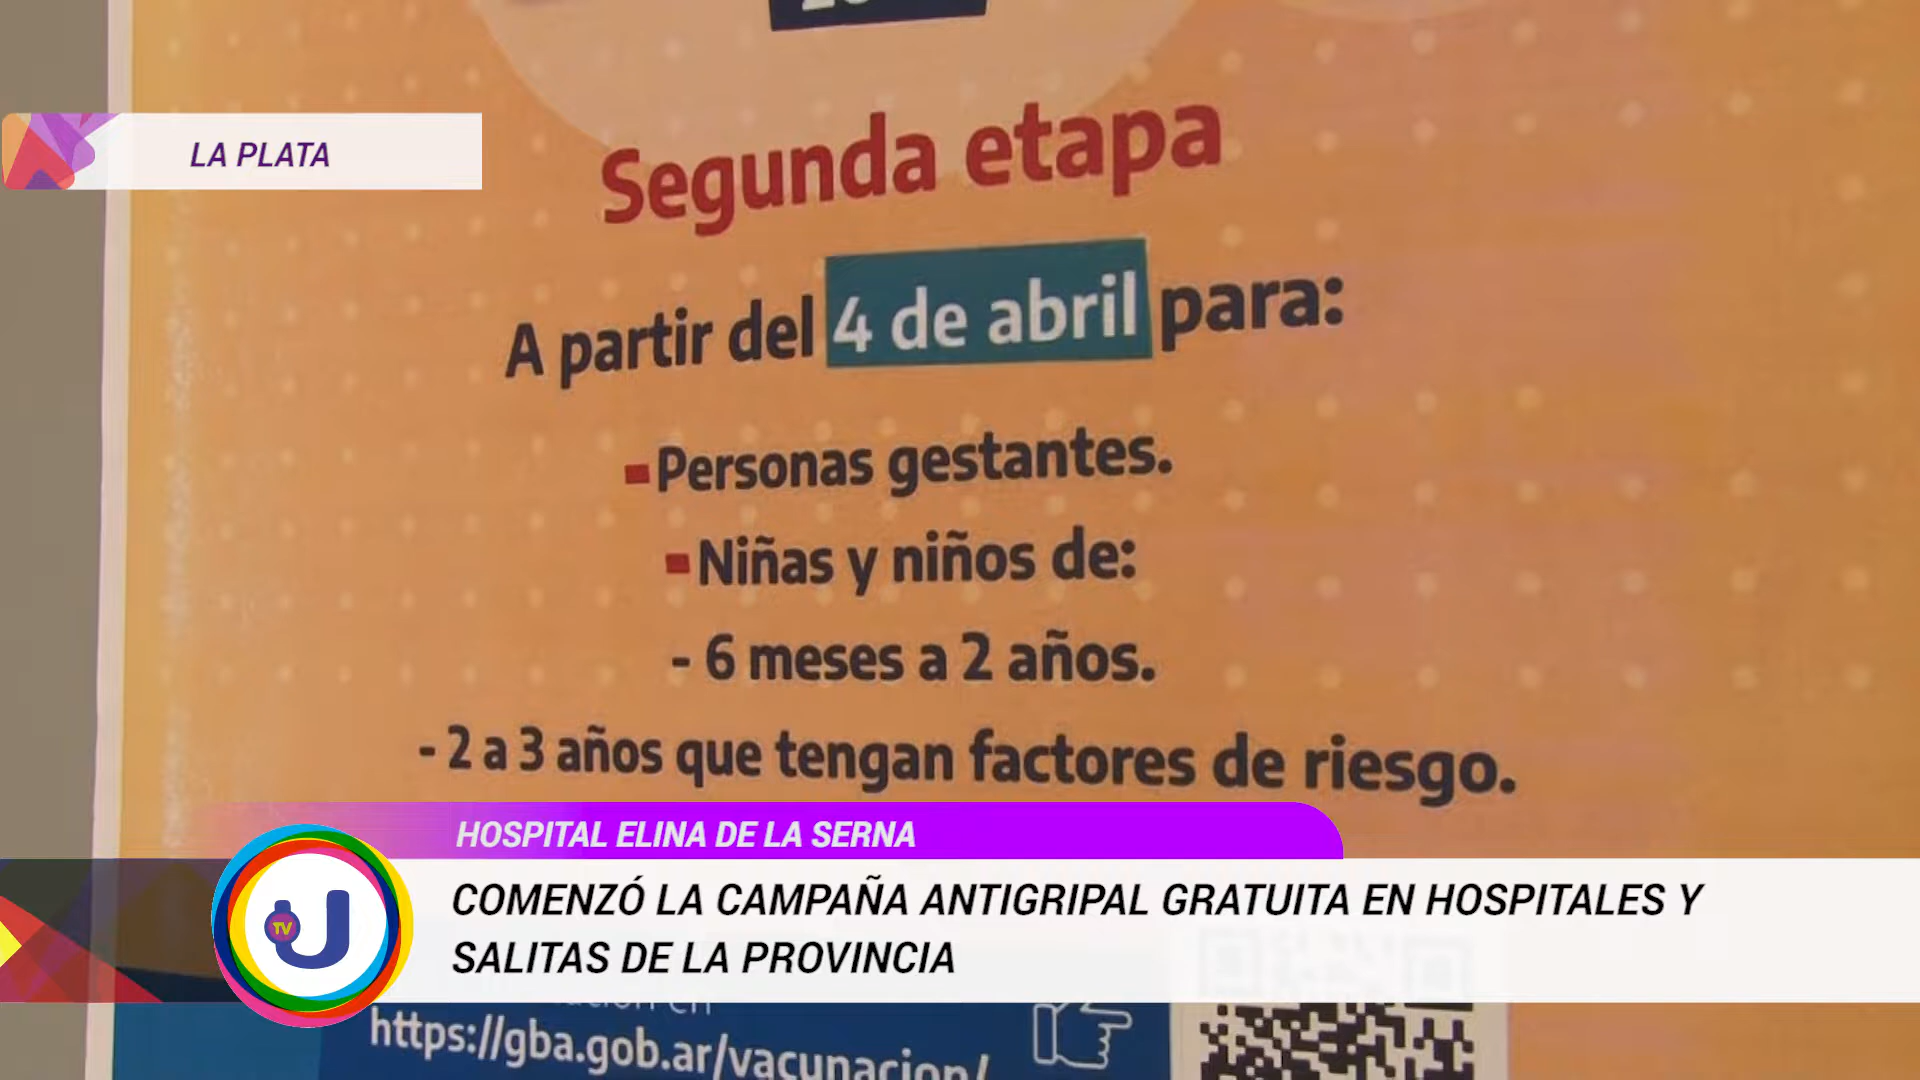 LA PLATA
Segunda etapa
A partir del 4 de abril para:
Personas gestantes.
Niñas y niños de:
- 6 meses a 2 años.
- 2 a 3 años que tengan factores de riesgo.
HOSPITAL ELINA DE LA SERNA
TV U
COMENZÓ LA CAMPAÑA ANTIGRIPAL GRATUITA EN HOSPITALES Y
SALITAS DE LA PROVINCIA
https://gba.gob.ar/vacunacion/